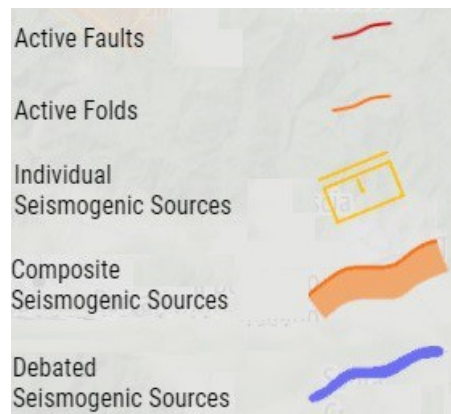 Active Faults
Active Folds
Individual
Seismogenic Sources
Composite
Seismogenic Sources
Debated
Seismogenic Sources